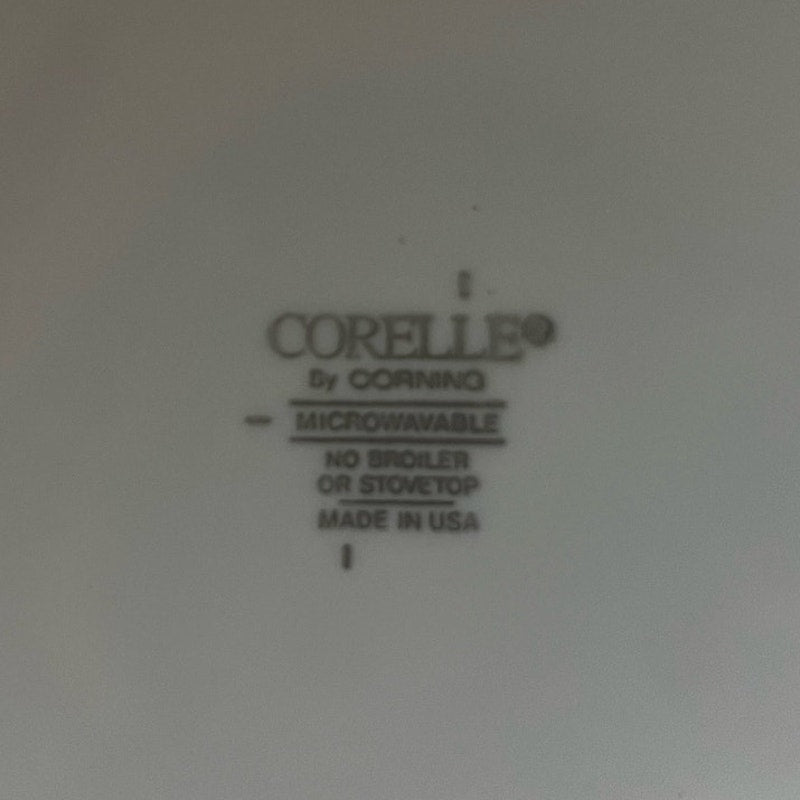 CORELLE®
By CORNING
MICROWAVABLE
NO BROILER
OR STOVETOP
MADE IN USA